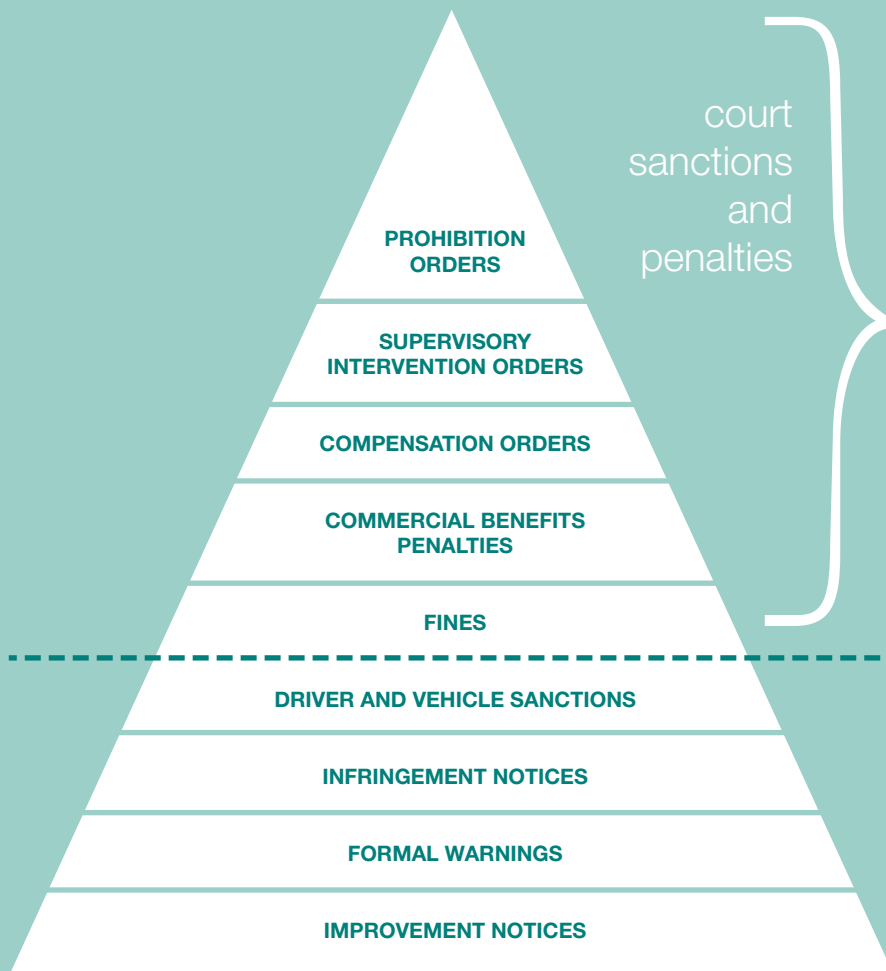 court
sanctions
and
penalties
PROHIBITION
ORDERS
SUPERVISORY
INTERVENTION ORDERS
COMPENSATION ORDERS
COMMERCIAL BENEFITS
PENALTIES
FINES
DRIVER AND VEHICLE SANCTIONS
INFRINGEMENT NOTICES
FORMAL WARNINGS
IMPROVEMENT NOTICES